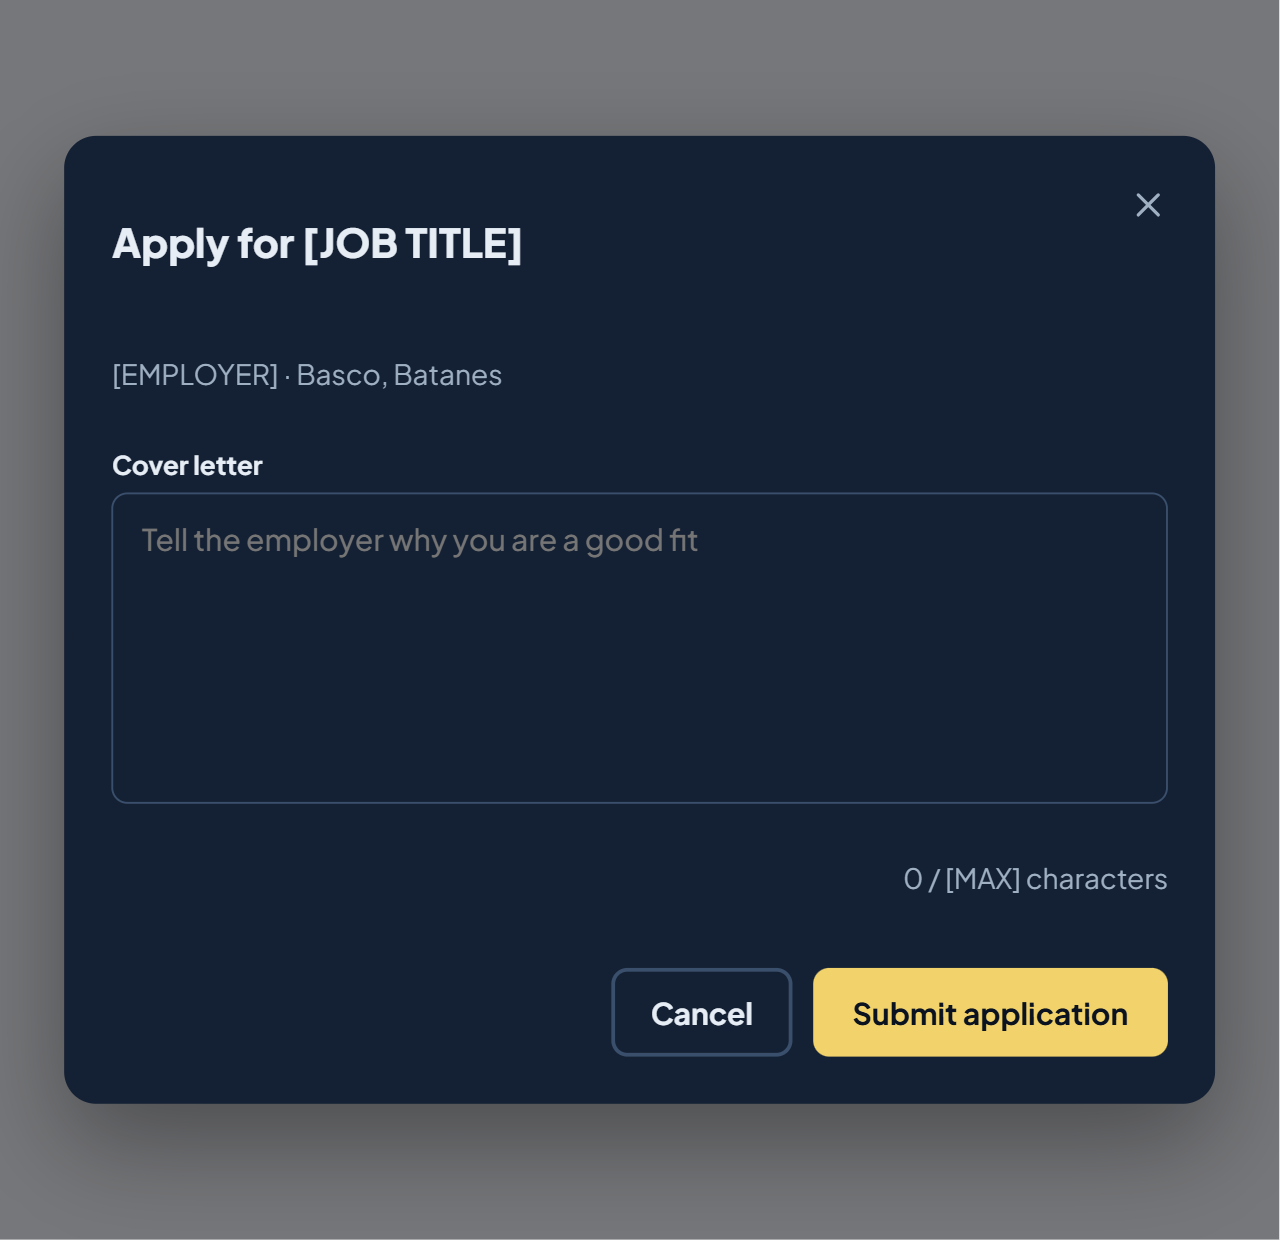 Apply for [JOB TITLE]
[EMPLOYER] · Basco, Batanes
Cover letter
Tell the employer why you are a good fit
0 / [MAX] characters
Cancel
Submit application